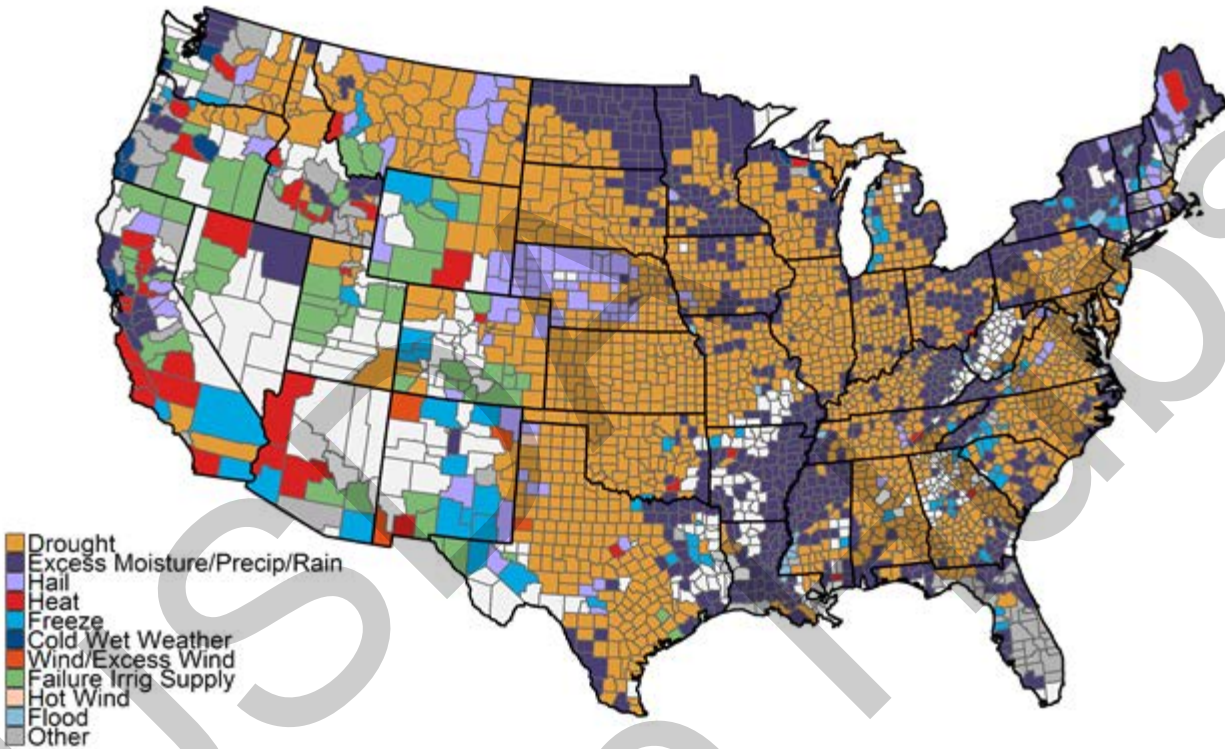 Drought
Excess Moisture/Precip/Rain
Hail
Heat
Freeze
Cold Wet Weather
Wind/Excess Wind
Failure Irrig Supply
Hot Wind
Flood
Other